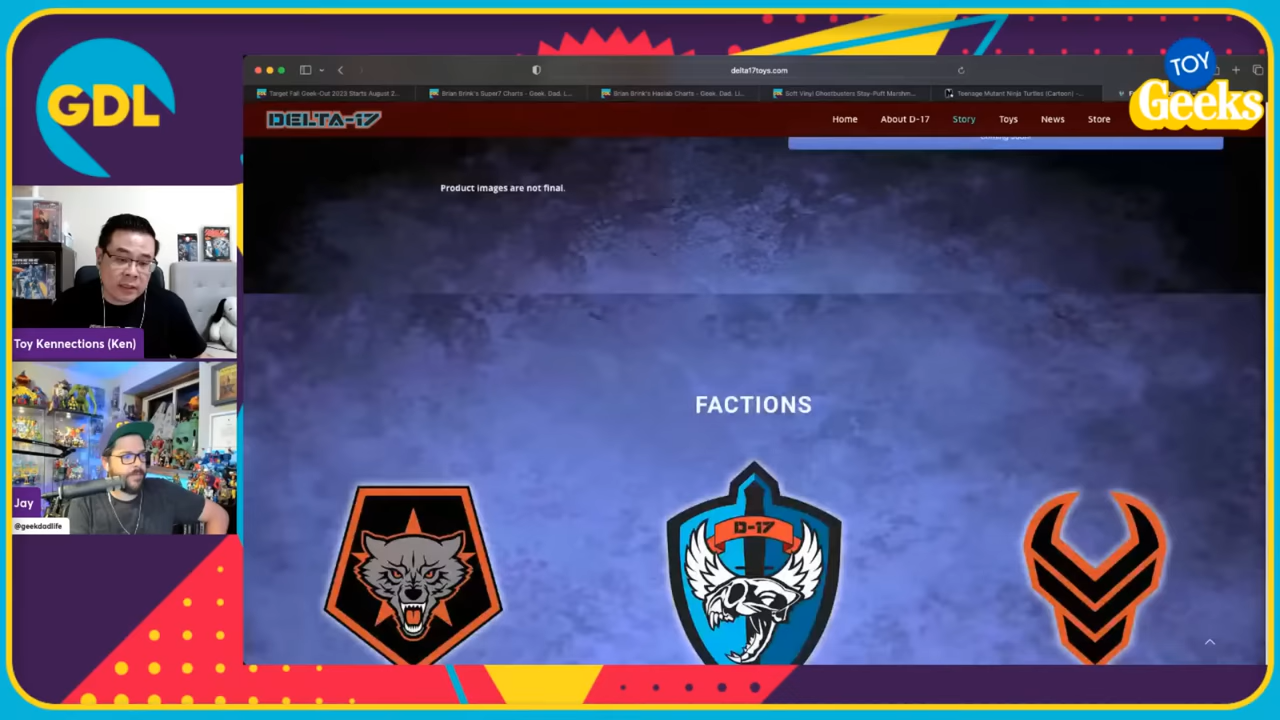 GDL
TOY
Geeks
delta17toys.com
Target Fall Geek-Out 2023 Starts August 2...
Brian Brink's Super7 Charts - Geek. Dad. L...
Brian Brink's Haslab Charts - Geek. Dad. Li...
Soft Vinyl Ghostbusters Stay-Puft Marshm...
Teenage Mutant Ninja Turtles (Cartoon) -...
DELTA-17
Home
About D-17
Story
Toys
News
Store
Product images are not final.
Toy Kennections (Ken)
FACTIONS
Jay
@geekdadlife
D-17